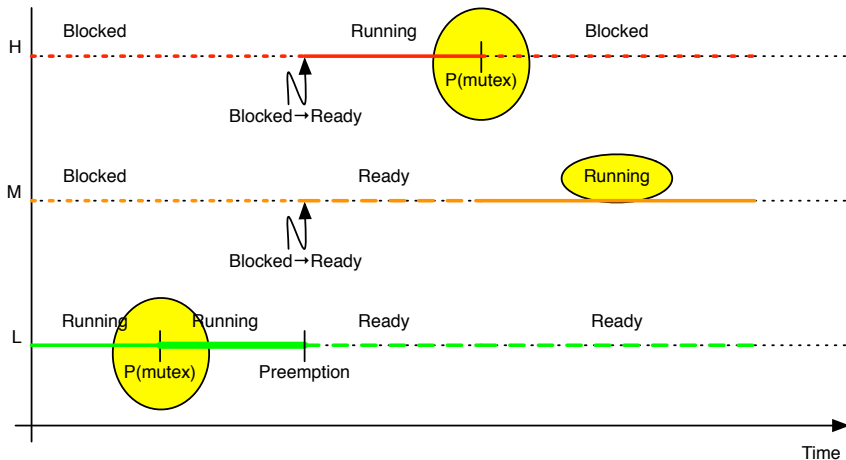 Blocked Running Blocked
H
P(mutex)
Blocked→Ready
Blocked Ready Running
M
Blocked→Ready
Running Running Ready Ready
L
P(mutex) Preemption
Time